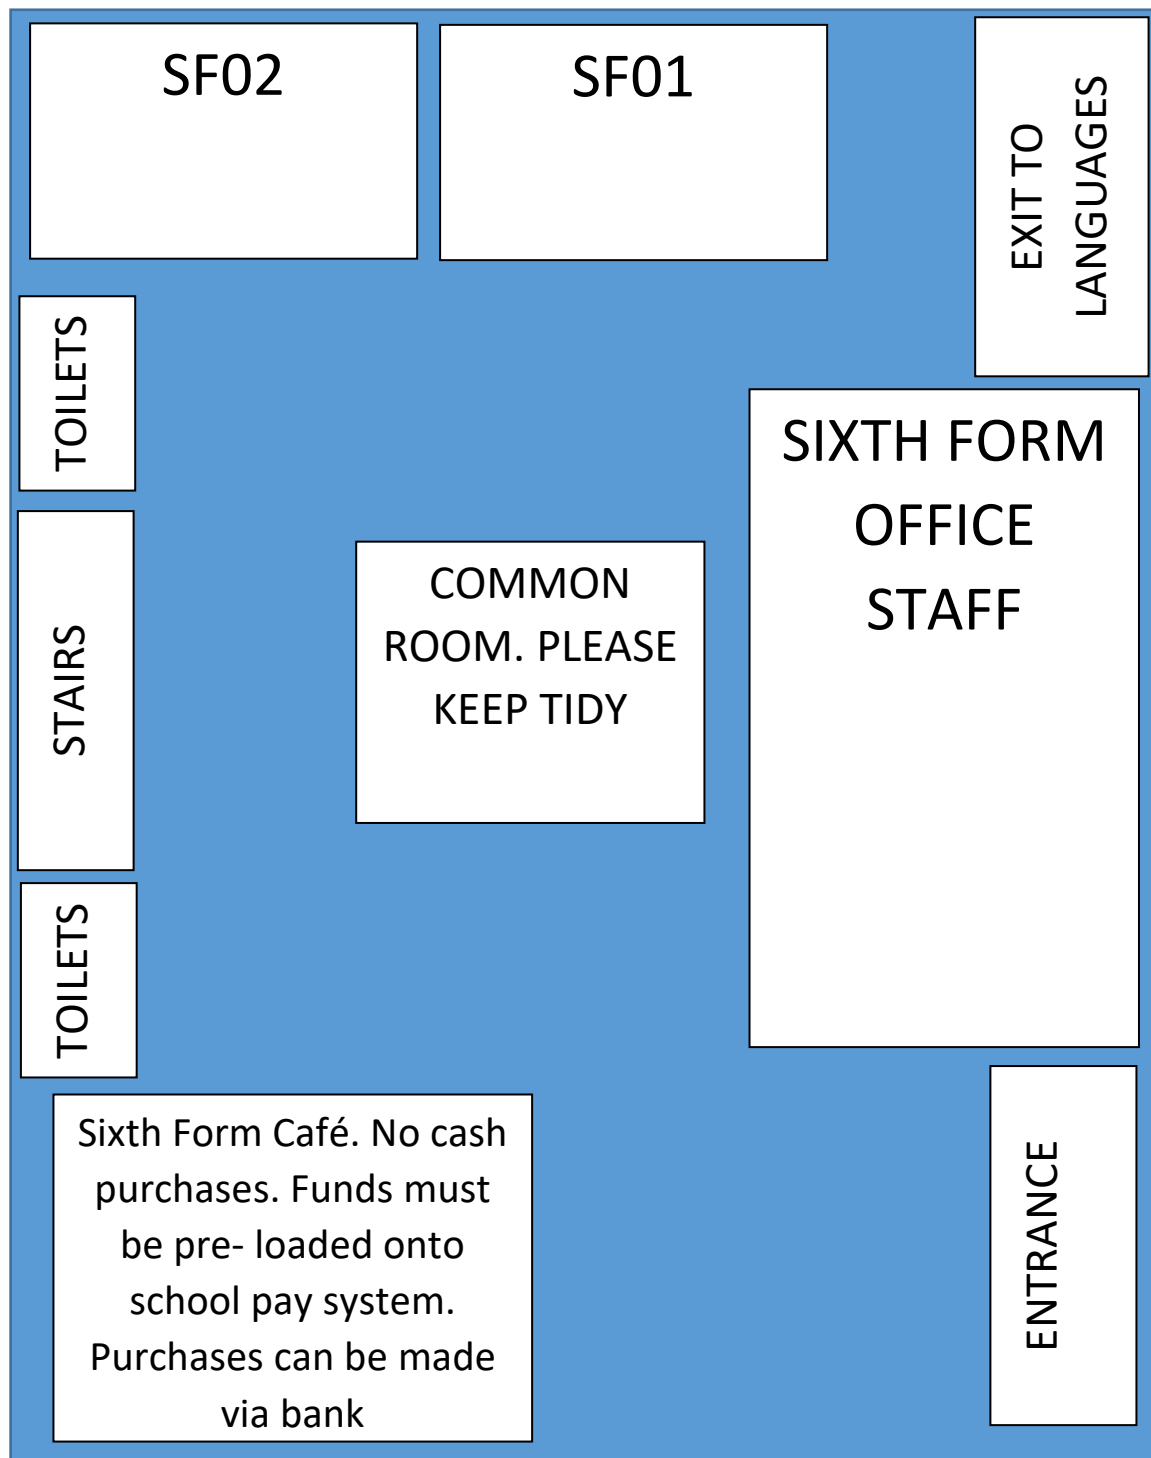 SF02
SF01
EXIT TO
LANGUAGES
TOILETS
SIXTH FORM
OFFICE
STAFF
STAIRS
COMMON
ROOM. PLEASE
KEEP TIDY
TOILETS
Sixth Form Café. No cash
purchases. Funds must
be pre- loaded onto
school pay system.
Purchases can be made
via bank
ENTRANCE